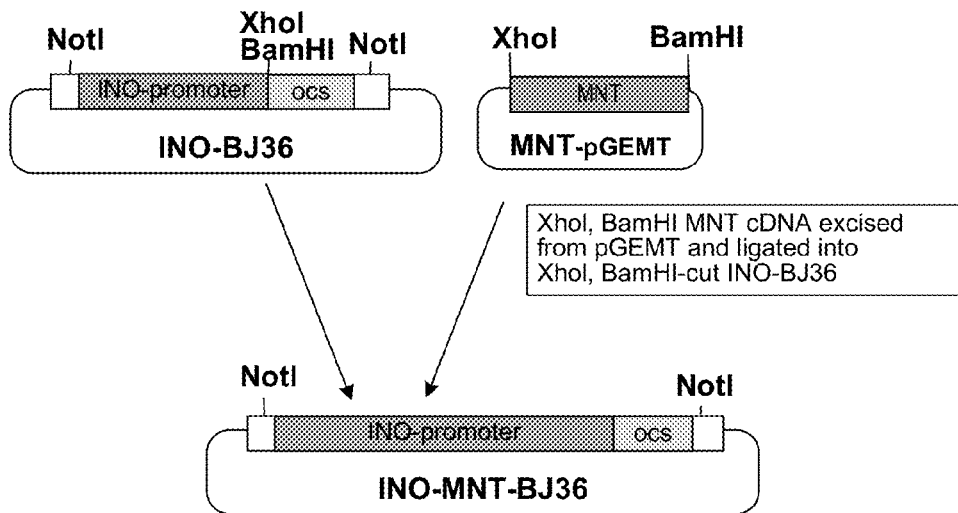 NotI
XhoI
BamHI
NotI
INO-promoter
ocs
INO-BJ36
XhoI
BamHI
MNT
MNT-pGEMT
XhoI, BamHI MNT cDNA excised
from pGEMT and ligated into
XhoI, BamHI-cut INO-BJ36
NotI
NotI
INO-promoter
ocs
INO-MNT-BJ36